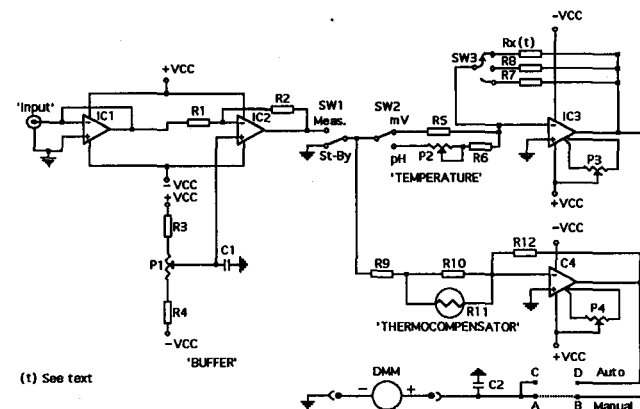 −VCC
Rx(t)
SW3
R8
R7
+VCC
'Input'
IC1
R1
R2
IC2
SW1
Meas.
St-By
SW2
mV
pH
R5
P2
R6
'TEMPERATURE'
IC3
P3
+VCC
− VCC
+VCC
R3
P1
C1
R4
−VCC
'BUFFER'
−VCC
R12
R9
R10
R11
'THERMOCOMPENSATOR'
C4
P4
+VCC
(t) See text
DMM
− +
C2
C D Auto
A B Manual